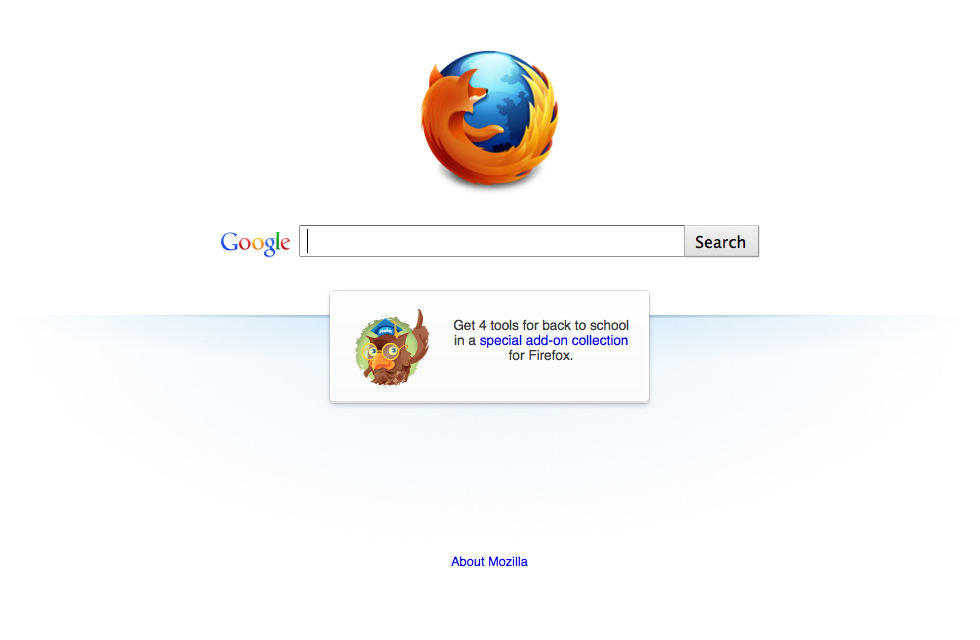 Google
Search
Get 4 tools for back to school
in a special add-on collection
for Firefox.
About Mozilla